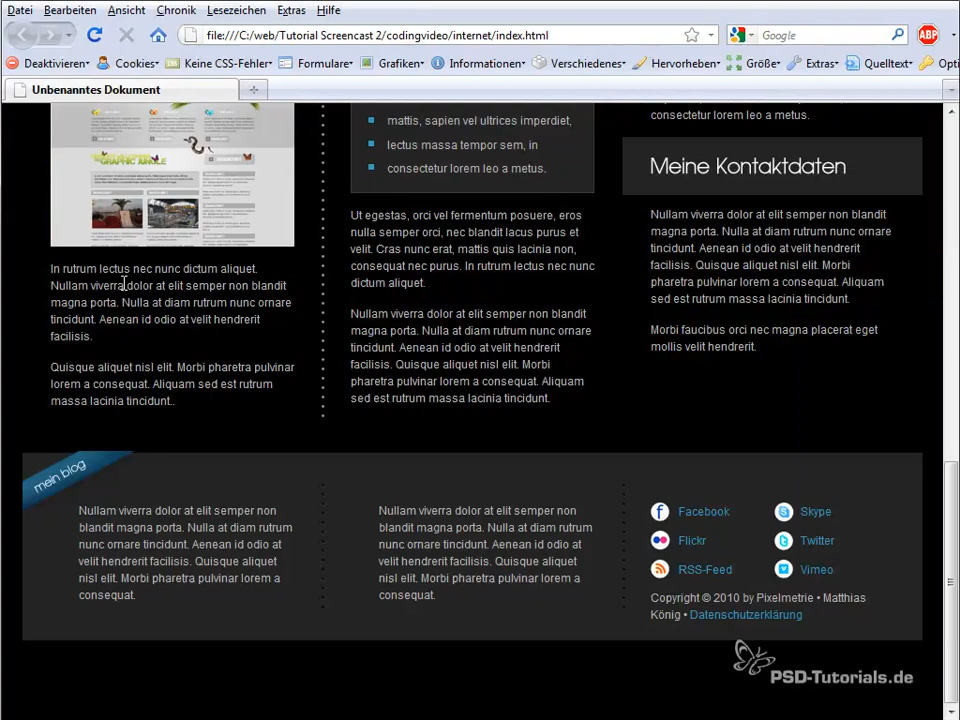 Datei Bearbeiten Ansicht Chronik Lesezeichen Extras Hilfe
file:///C:/web/Tutorial Screencast 2/codingvideo/internet/index.html
Google
ABP
Deaktivieren Cookies Keine CSS-Fehler Formulare Grafiken Informationen Verschiedenes Hervorheben Größe Extras Quelltext Opti
Unbenanntes Dokument
GRAPHIC JUNGLE
In rutrum lectus nec nunc dictum aliquet.
Nullam viverra dolor at elit semper non blandit
magna porta. Nulla at diam rutrum nunc ornare
tincidunt. Aenean id odio at velit hendrerit
facilisis.
Quisque aliquet nisl elit. Morbi pharetra pulvinar
lorem a consequat. Aliquam sed est rutrum
massa lacinia tincidunt..
mattis, sapien vel ultrices imperdiet,
lectus massa tempor sem, in
consectetur lorem leo a metus.
Ut egestas, orci vel fermentum posuere, eros
nulla semper orci, nec blandit lacus purus et
velit. Cras nunc erat, mattis quis lacinia non,
consequat nec purus. In rutrum lectus nec nunc
dictum aliquet.
Nullam viverra dolor at elit semper non blandit
magna porta. Nulla at diam rutrum nunc ornare
tincidunt. Aenean id odio at velit hendrerit
facilisis. Quisque aliquet nisl elit. Morbi
pharetra pulvinar lorem a consequat. Aliquam
sed est rutrum massa lacinia tincidunt.
consectetur lorem leo a metus.
Meine Kontaktdaten
Nullam viverra dolor at elit semper non blandit
magna porta. Nulla at diam rutrum nunc ornare
tincidunt. Aenean id odio at velit hendrerit
facilisis. Quisque aliquet nisl elit. Morbi
pharetra pulvinar lorem a consequat. Aliquam
sed est rutrum massa lacinia tincidunt.
Morbi faucibus orci nec magna placerat eget
mollis velit hendrerit.
mein blog
Nullam viverra dolor at elit semper non
blandit magna porta. Nulla at diam rutrum
nunc ornare tincidunt. Aenean id odio at
velit hendrerit facilisis. Quisque aliquet
nisl elit. Morbi pharetra pulvinar lorem a
consequat.
Nullam viverra dolor at elit semper non
blandit magna porta. Nulla at diam rutrum
nunc ornare tincidunt. Aenean id odio at
velit hendrerit facilisis. Quisque aliquet
nisl elit. Morbi pharetra pulvinar lorem a
consequat.
Facebook Skype
Flickr Twitter
RSS-Feed Vimeo
Copyright © 2010 by Pixelmetrie • Matthias
König • Datenschutzerklärung
PSD-Tutorials.de